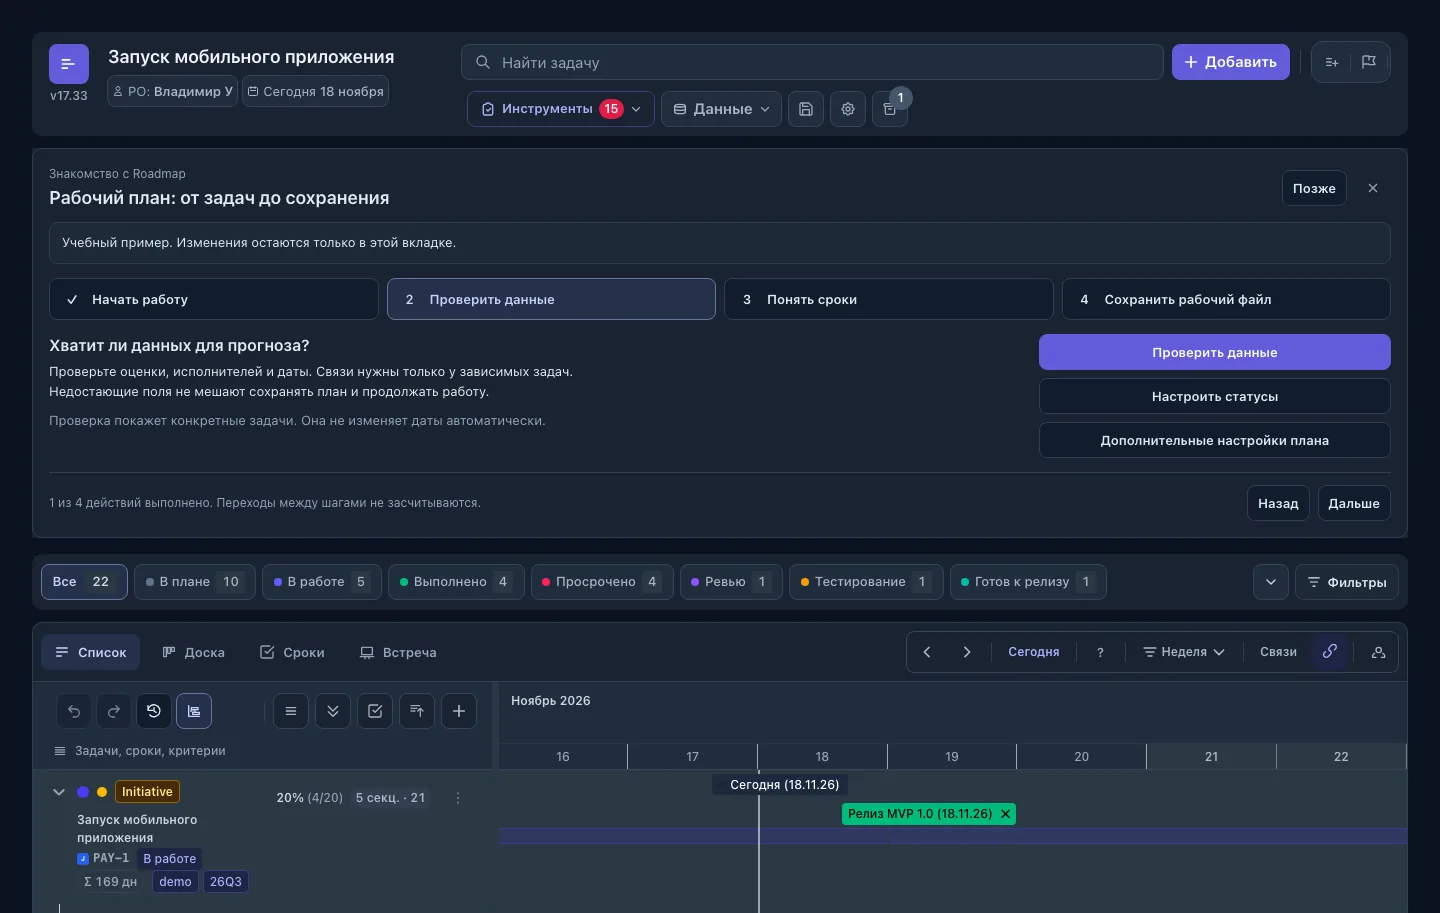 Запуск мобильного приложения
v17.33
PO: Владимир У
Сегодня 18 ноября
Найти задачу
Добавить
Инструменты 15
Данные
1
Знакомство с Roadmap
Рабочий план: от задач до сохранения
Позже
Учебный пример. Изменения остаются только в этой вкладке.
Начать работу
2 Проверить данные
3 Понять сроки
4 Сохранить рабочий файл
Хватит ли данных для прогноза?
Проверьте оценки, исполнителей и даты. Связи нужны только у зависимых задач.
Недостающие поля не мешают сохранять план и продолжать работу.
Проверка покажет конкретные задачи. Она не изменяет даты автоматически.
Проверить данные
Настроить статусы
Дополнительные настройки плана
1 из 4 действий выполнено. Переходы между шагами не засчитываются.
Назад
Дальше
Все 22
В плане 10
В работе 5
Выполнено 4
Просрочено 4
Ревью 1
Тестирование 1
Готов к релизу 1
Фильтры
Список
Доска
Сроки
Встреча
Сегодня
?
Неделя
Связи
Ноябрь 2026
Задачи, сроки, критерии
16 17 18 19 20 21 22
Сегодня (18.11.26)
Initiative
20% (4/20)
5 секц. · 21
Релиз MVP 1.0 (18.11.26) ✕
Запуск мобильного
приложения
PAY-1
В работе
Σ 169 дн
demo
26Q3